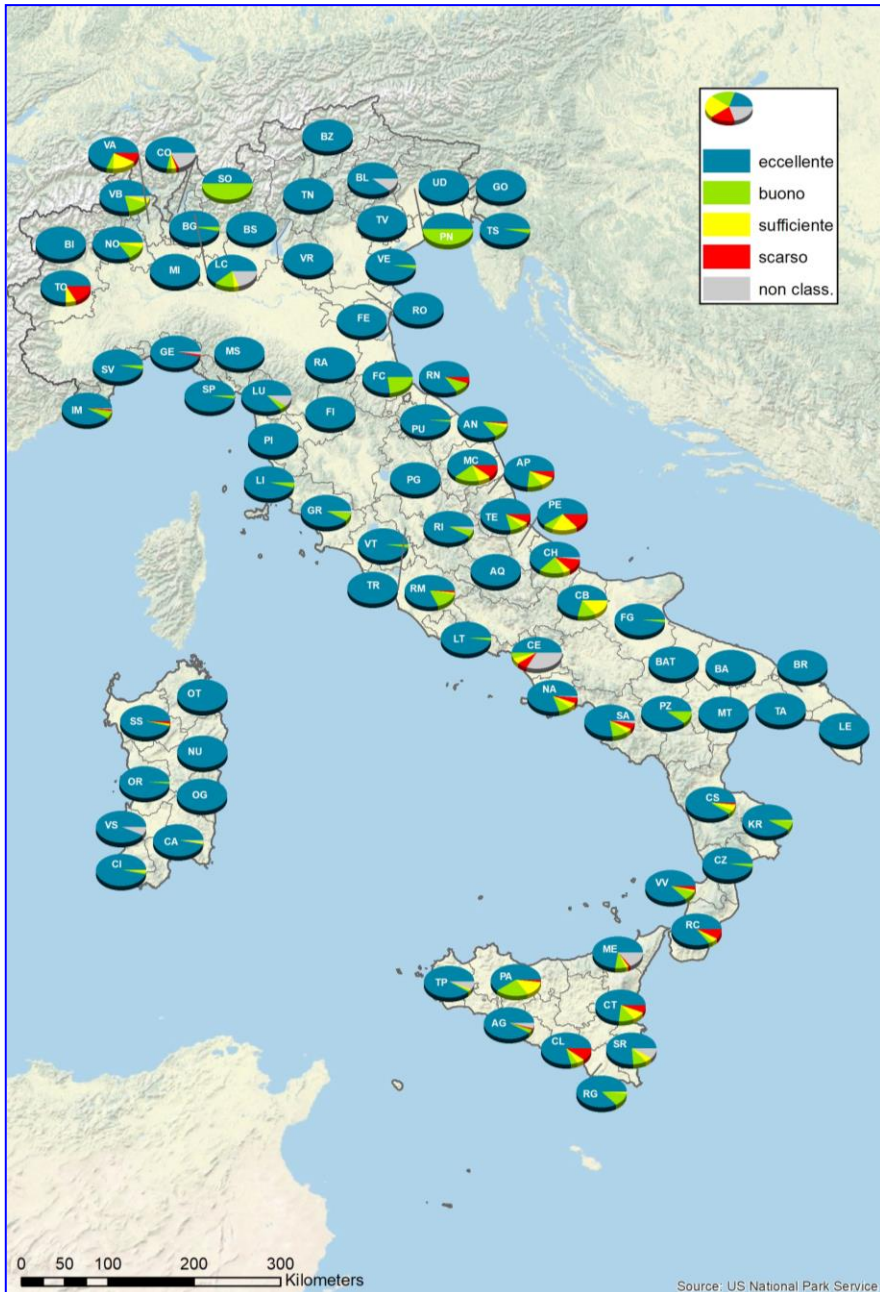 BZ
VA
CO
SO
BL
UD
GO
VB
TN
BI
NO
BG
BS
TV
PN
TS
MI
LC
VR
VE
TO
RO
FE
GE
MS
SV
SP
LU
RA
FC
RN
IM
FI
PU
AN
PI
MC
AP
LI
PG
GR
RI
TE
PE
VT
AQ
CH
TR
RM
CB
FG
LT
CE
BAT
BA
BR
NA
SA
PZ
MT
TA
LE
OT
SS
NU
OR
OG
VS
CA
CI
CS
KR
CZ
VV
RC
ME
TP
PA
CT
AG
CL
SR
RG
eccellente
buono
sufficiente
scarso
non class.
0 50 100 200 300
Kilometers
Source: US National Park Service